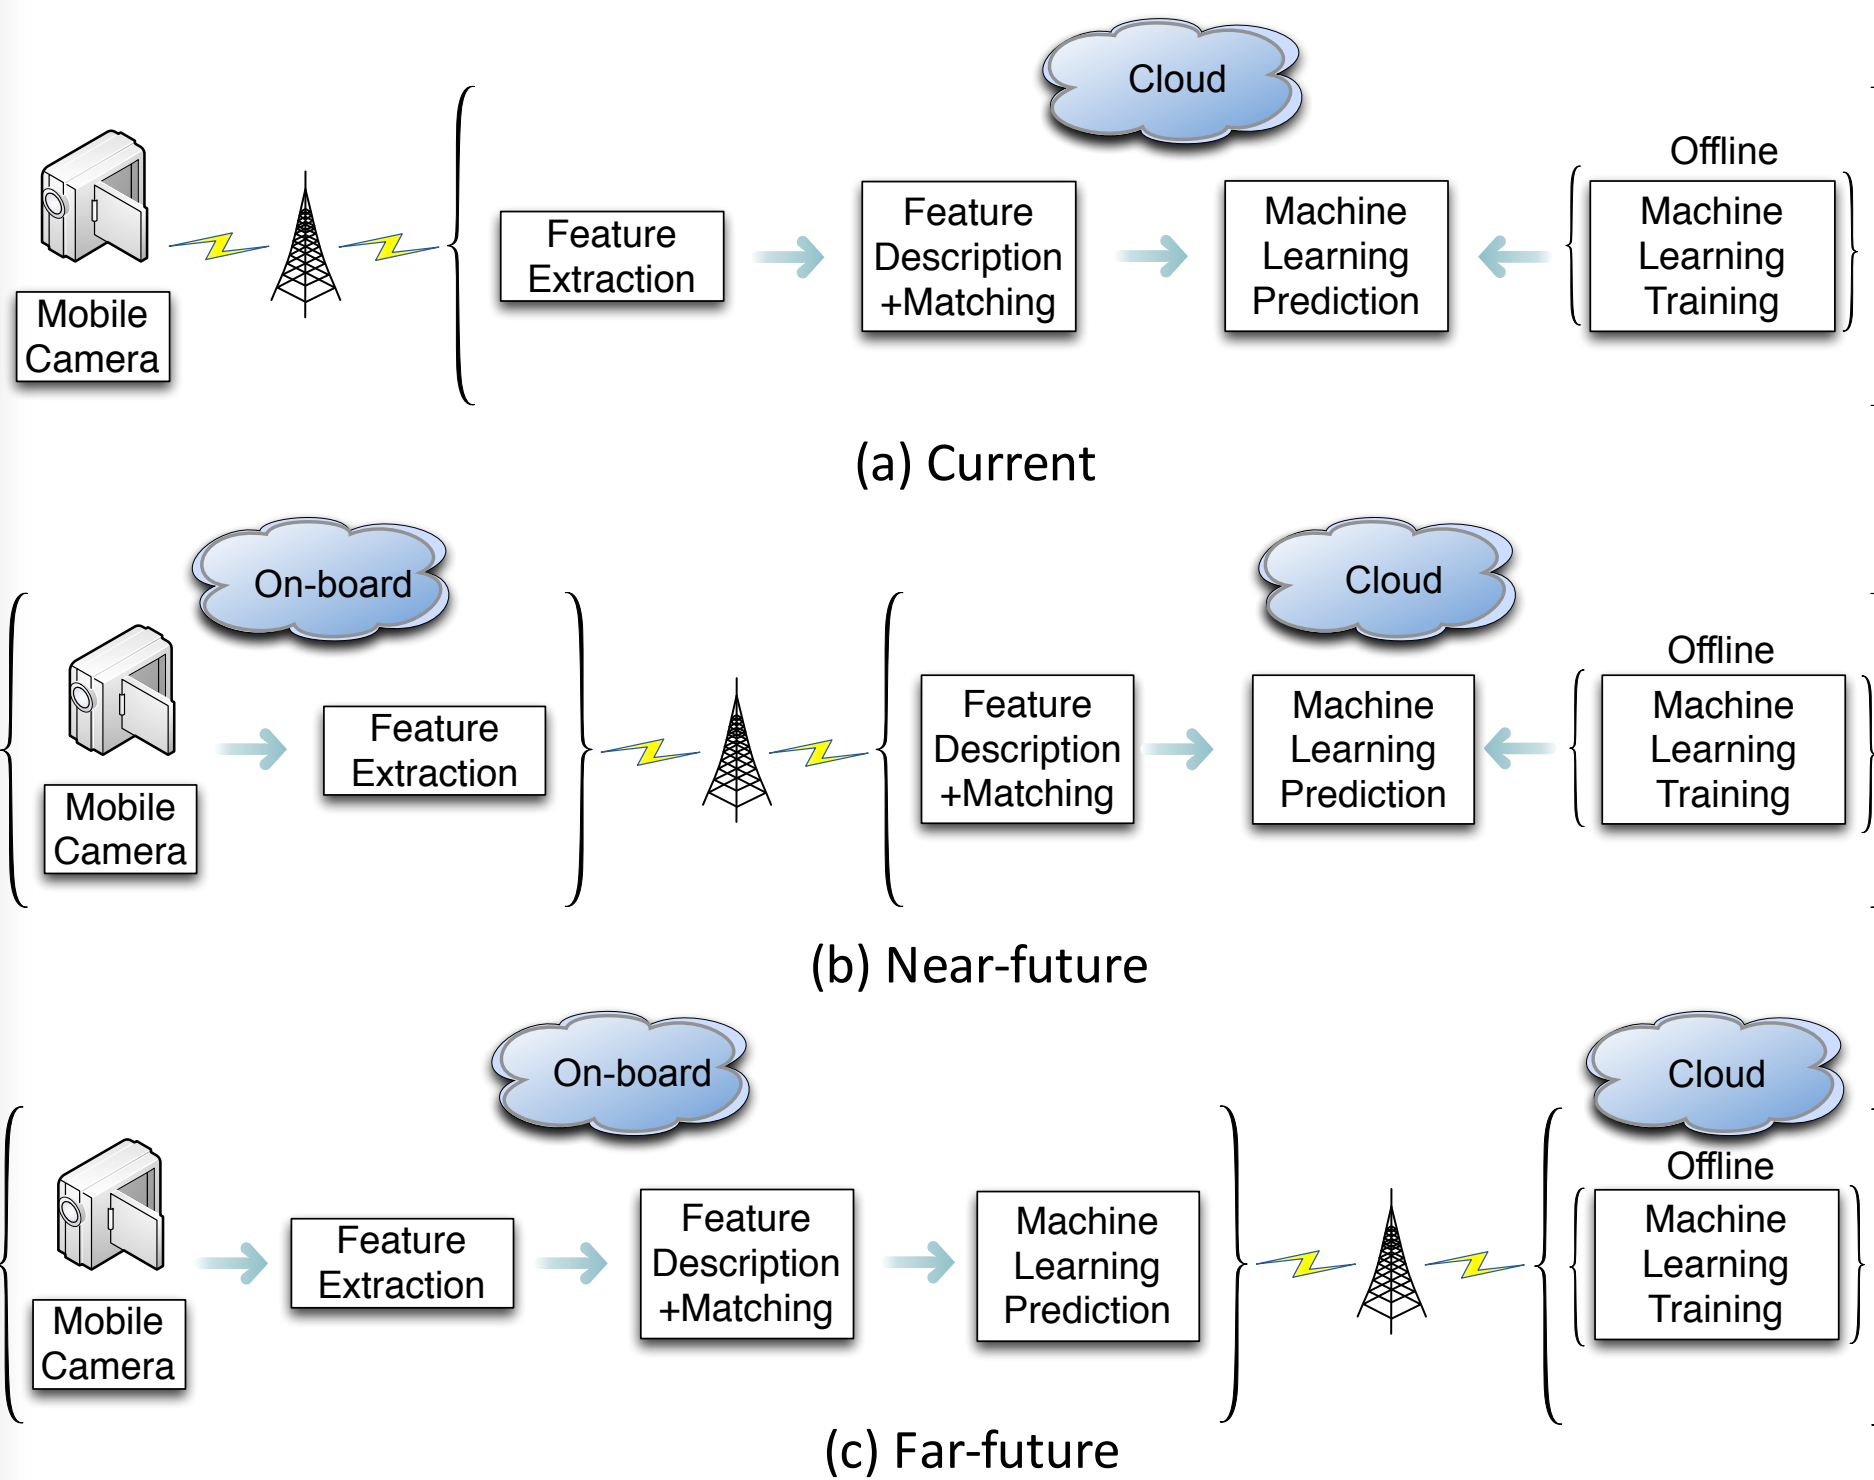 Cloud
Offline
Mobile
Camera
Feature
Extraction
Feature
Description
+Matching
Machine
Learning
Prediction
Machine
Learning
Training
(a) Current
On-board
Cloud
Offline
Mobile
Camera
Feature
Extraction
Feature
Description
+Matching
Machine
Learning
Prediction
Machine
Learning
Training
(b) Near-future
On-board
Cloud
Offline
Mobile
Camera
Feature
Extraction
Feature
Description
+Matching
Machine
Learning
Prediction
Machine
Learning
Training
(c) Far-future